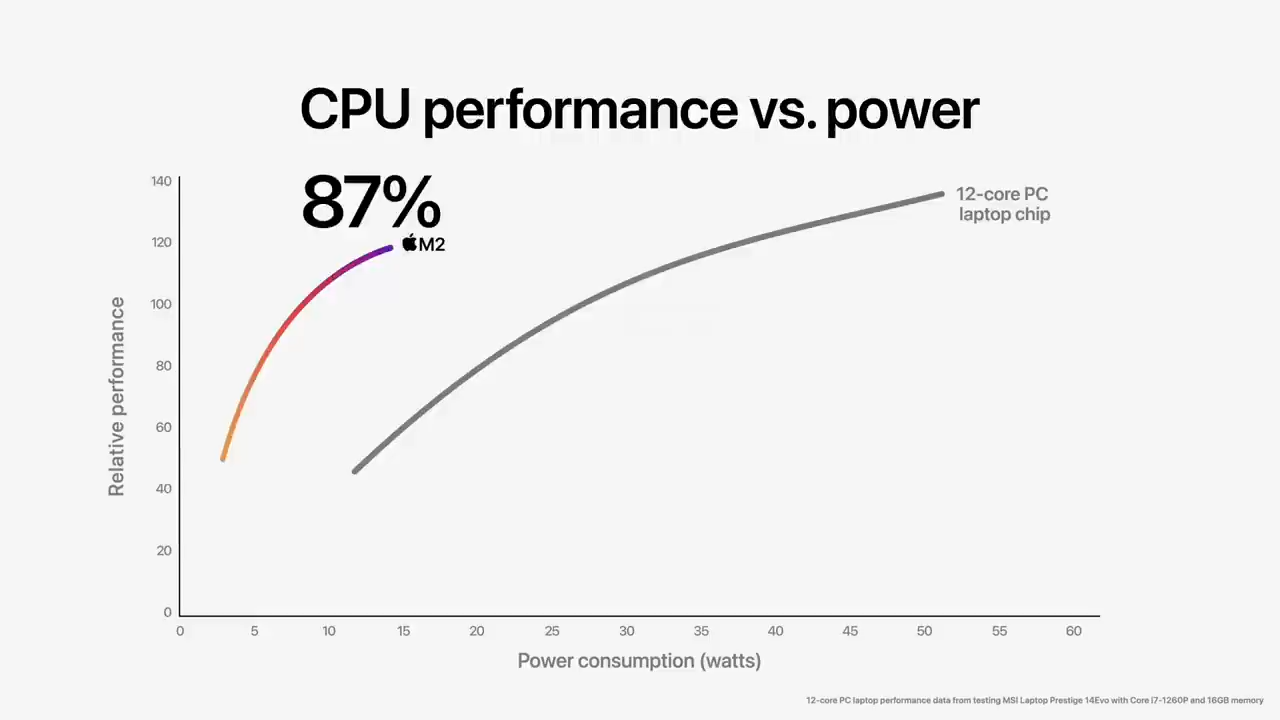 CPU performance vs. power
87%
M2
12-core PC
laptop chip
Relative performance
140
120
100
80
60
40
20
0
0 5 10 15 20 25 30 35 40 45 50 55 60
Power consumption (watts)
12-core PC laptop performance data from testing MSI Laptop Prestige 14Evo with Core i7-1260P and 16GB memory